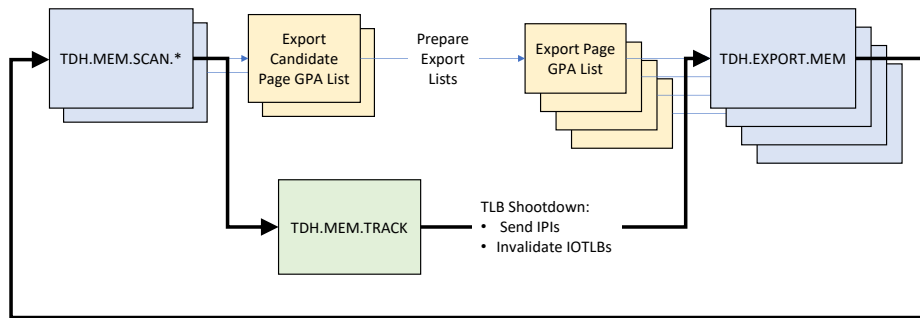 TDH.MEM.SCAN.*
Export
Candidate
Page GPA List
Prepare
Export
Lists
Export Page
GPA List
TDH.EXPORT.MEM
TDH.MEM.TRACK
TLB Shootdown:
• Send IPIs
• Invalidate IOTLBs